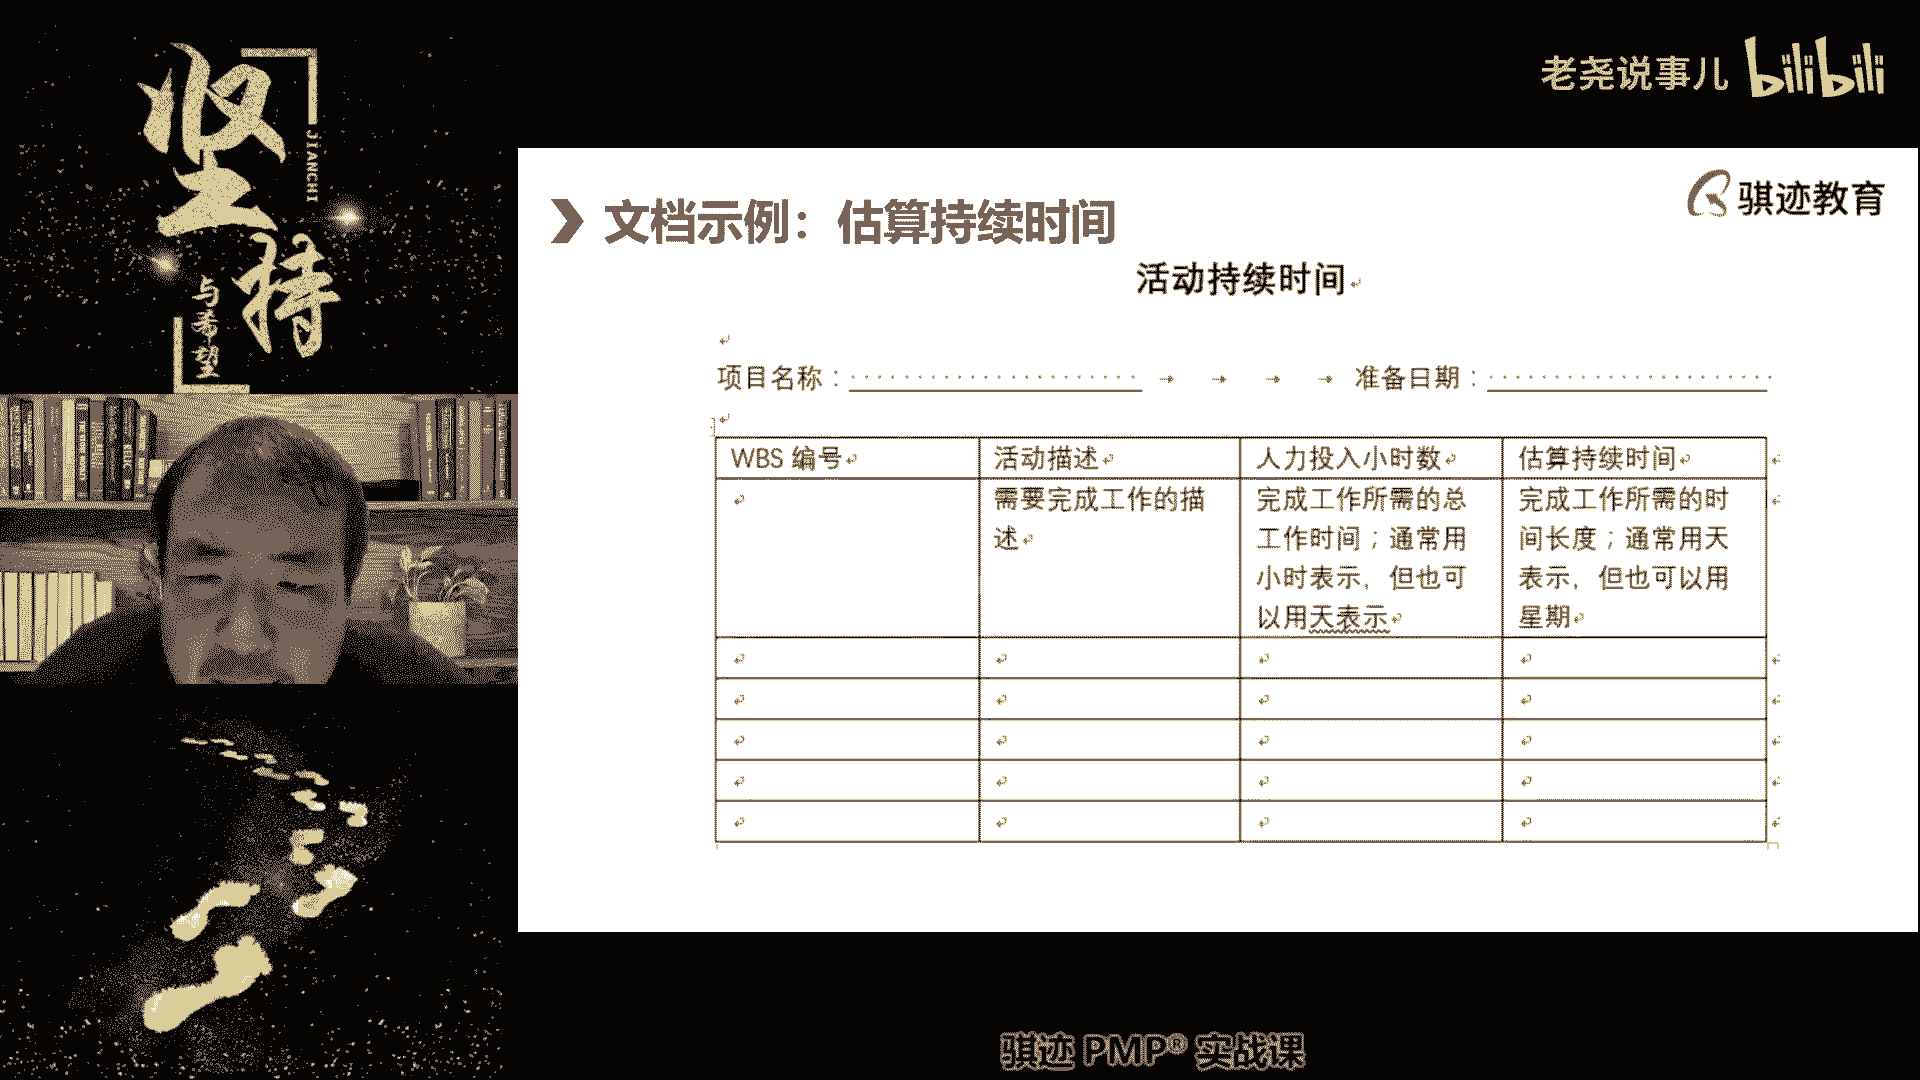 坚持
JIANCHI
与希望
老尧说事儿 bilibili
骐迹教育
文档示例：估算持续时间
活动持续时间
项目名称： 准备日期：
WBS 编号 活动描述 人力投入小时数 估算持续时间
需要完成工作的描 完成工作所需的总 完成工作所需的时
述 工作时间；通常用 间长度；通常用天
小时表示，但也可 表示，但也可以用
以用天表示 星期
骐迹 PMP® 实战课